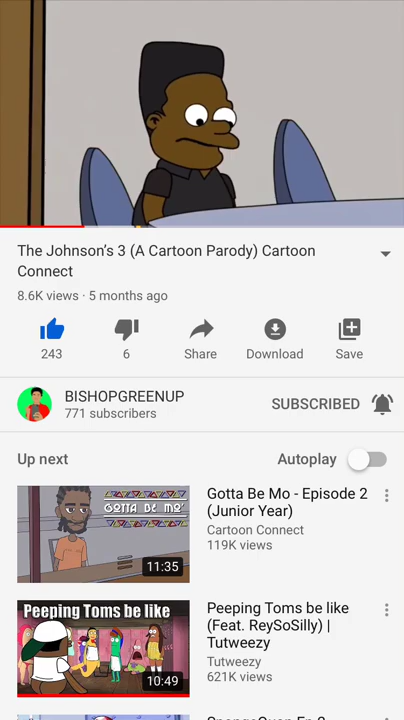 The Johnson's 3 (A Cartoon Parody) Cartoon
Connect
8.6K views · 5 months ago
243
6
Share
Download
Save
BISHOPGREENUP
771 subscribers
SUBSCRIBED
Up next
Autoplay
GOTTA BE MO'
11:35
Gotta Be Mo - Episode 2
(Junior Year)
Cartoon Connect
119K views
Peeping Toms be like
10:49
Peeping Toms be like
(Feat. ReySoSilly) |
Tutweezy
Tutweezy
621K views